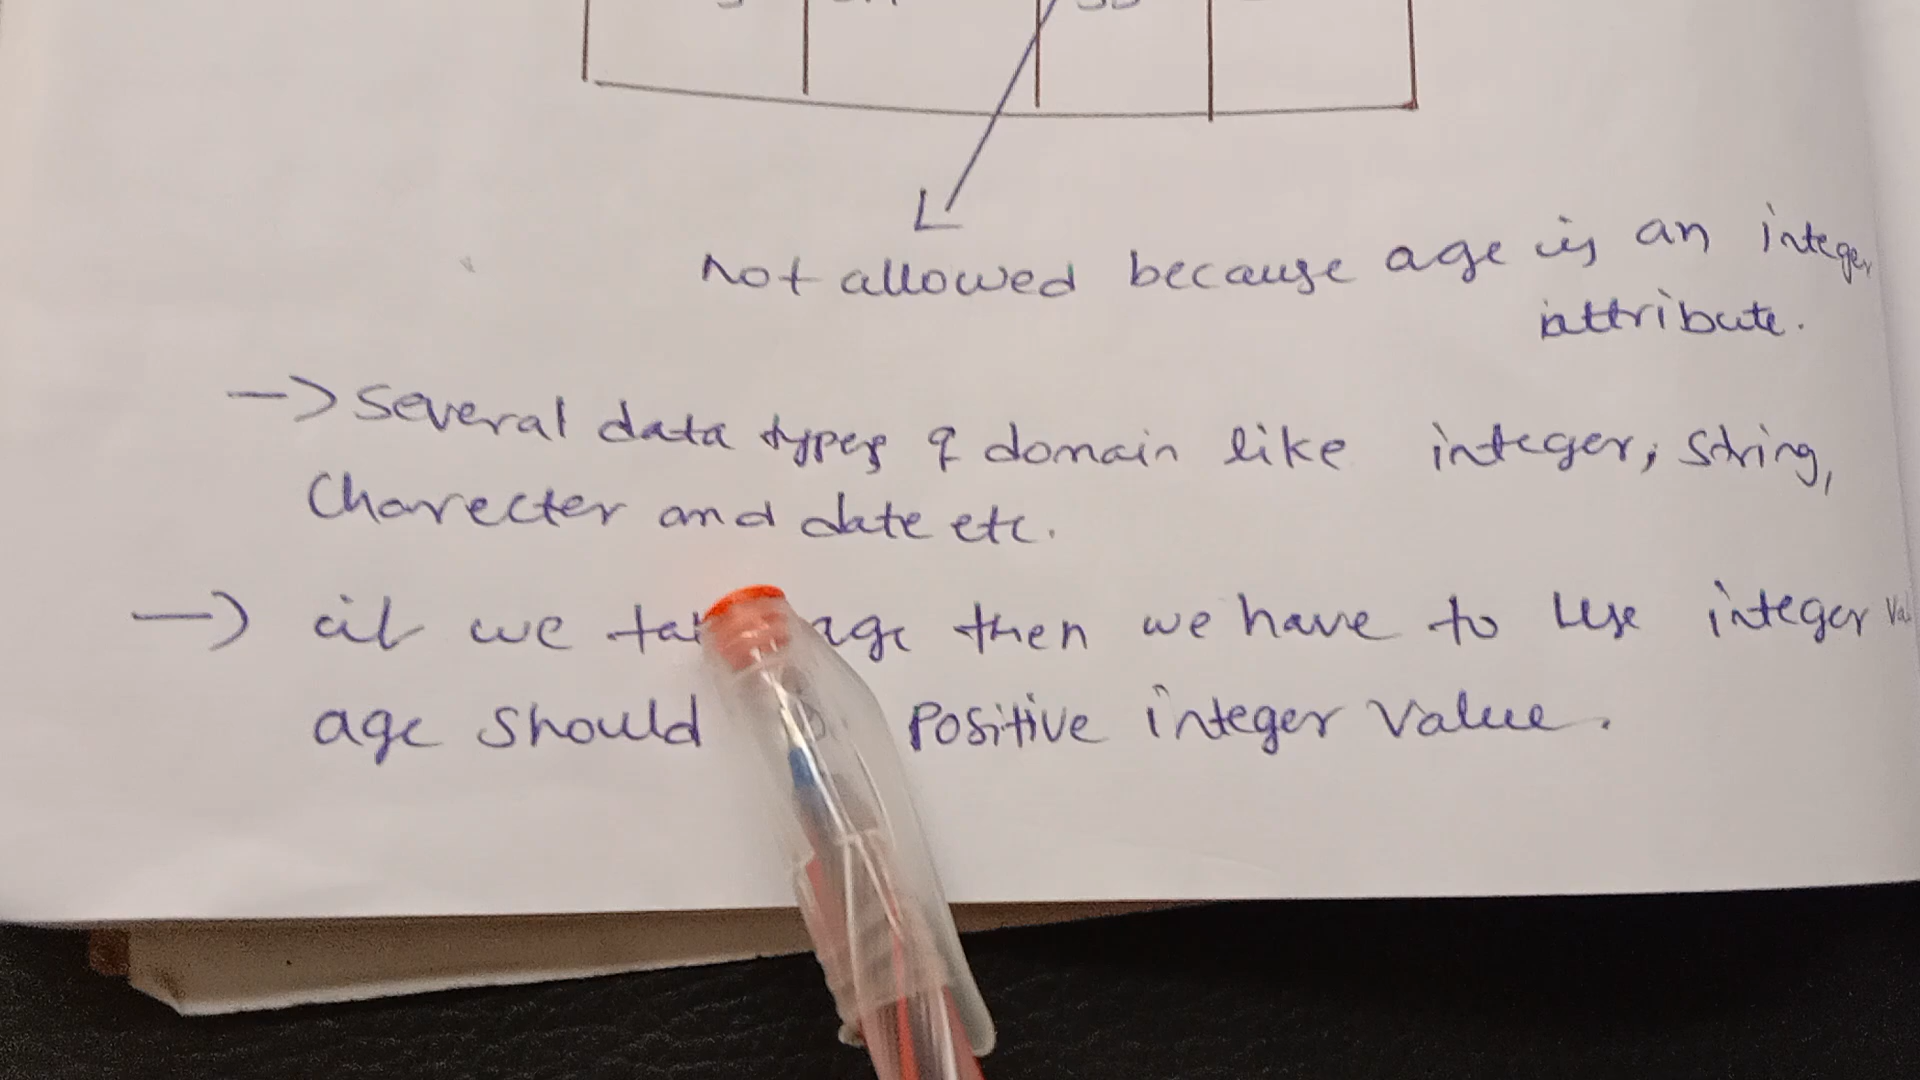 not allowed because age is an integer
attribute.
-> Several data types of domain like integer, String,
Charecter and date etc.
-> if we age then we have to use integer
age should positive integer value.